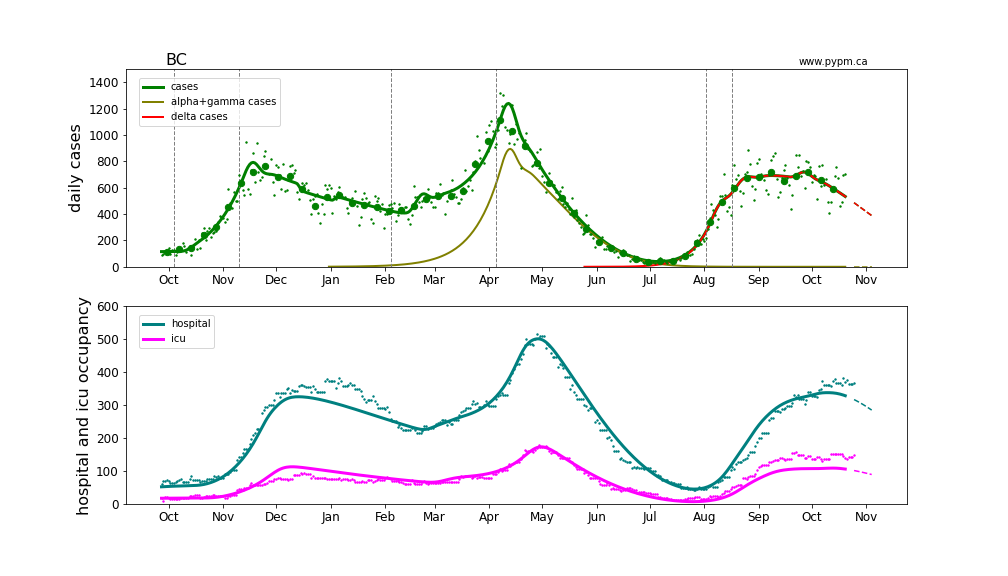 BC
www.pypm.ca
daily cases
1400
1200
1000
800
600
400
200
0
cases
alpha+gamma cases
delta cases
Oct Nov Dec Jan Feb Mar Apr May Jun Jul Aug Sep Oct Nov
hospital and icu occupancy
600
500
400
300
200
100
0
hospital
icu
Oct Nov Dec Jan Feb Mar Apr May Jun Jul Aug Sep Oct Nov